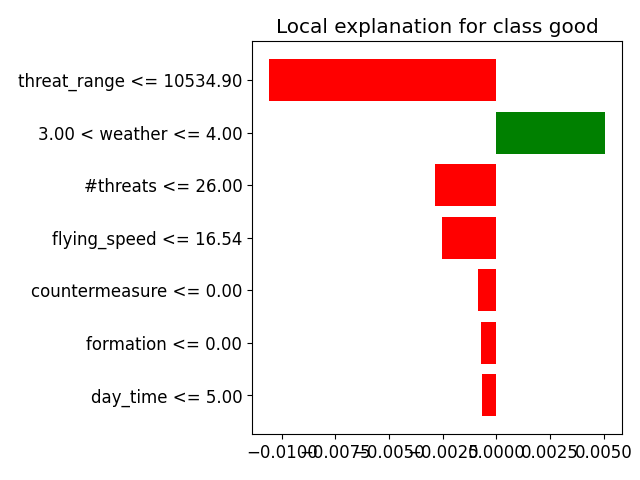 Local explanation for class good
threat_range <= 10534.90
3.00 < weather <= 4.00
#threats <= 26.00
flying_speed <= 16.54
countermeasure <= 0.00
formation <= 0.00
day_time <= 5.00
−0.0100 −0.0075 −0.0050 −0.0025 0.0000 0.0025 0.0050